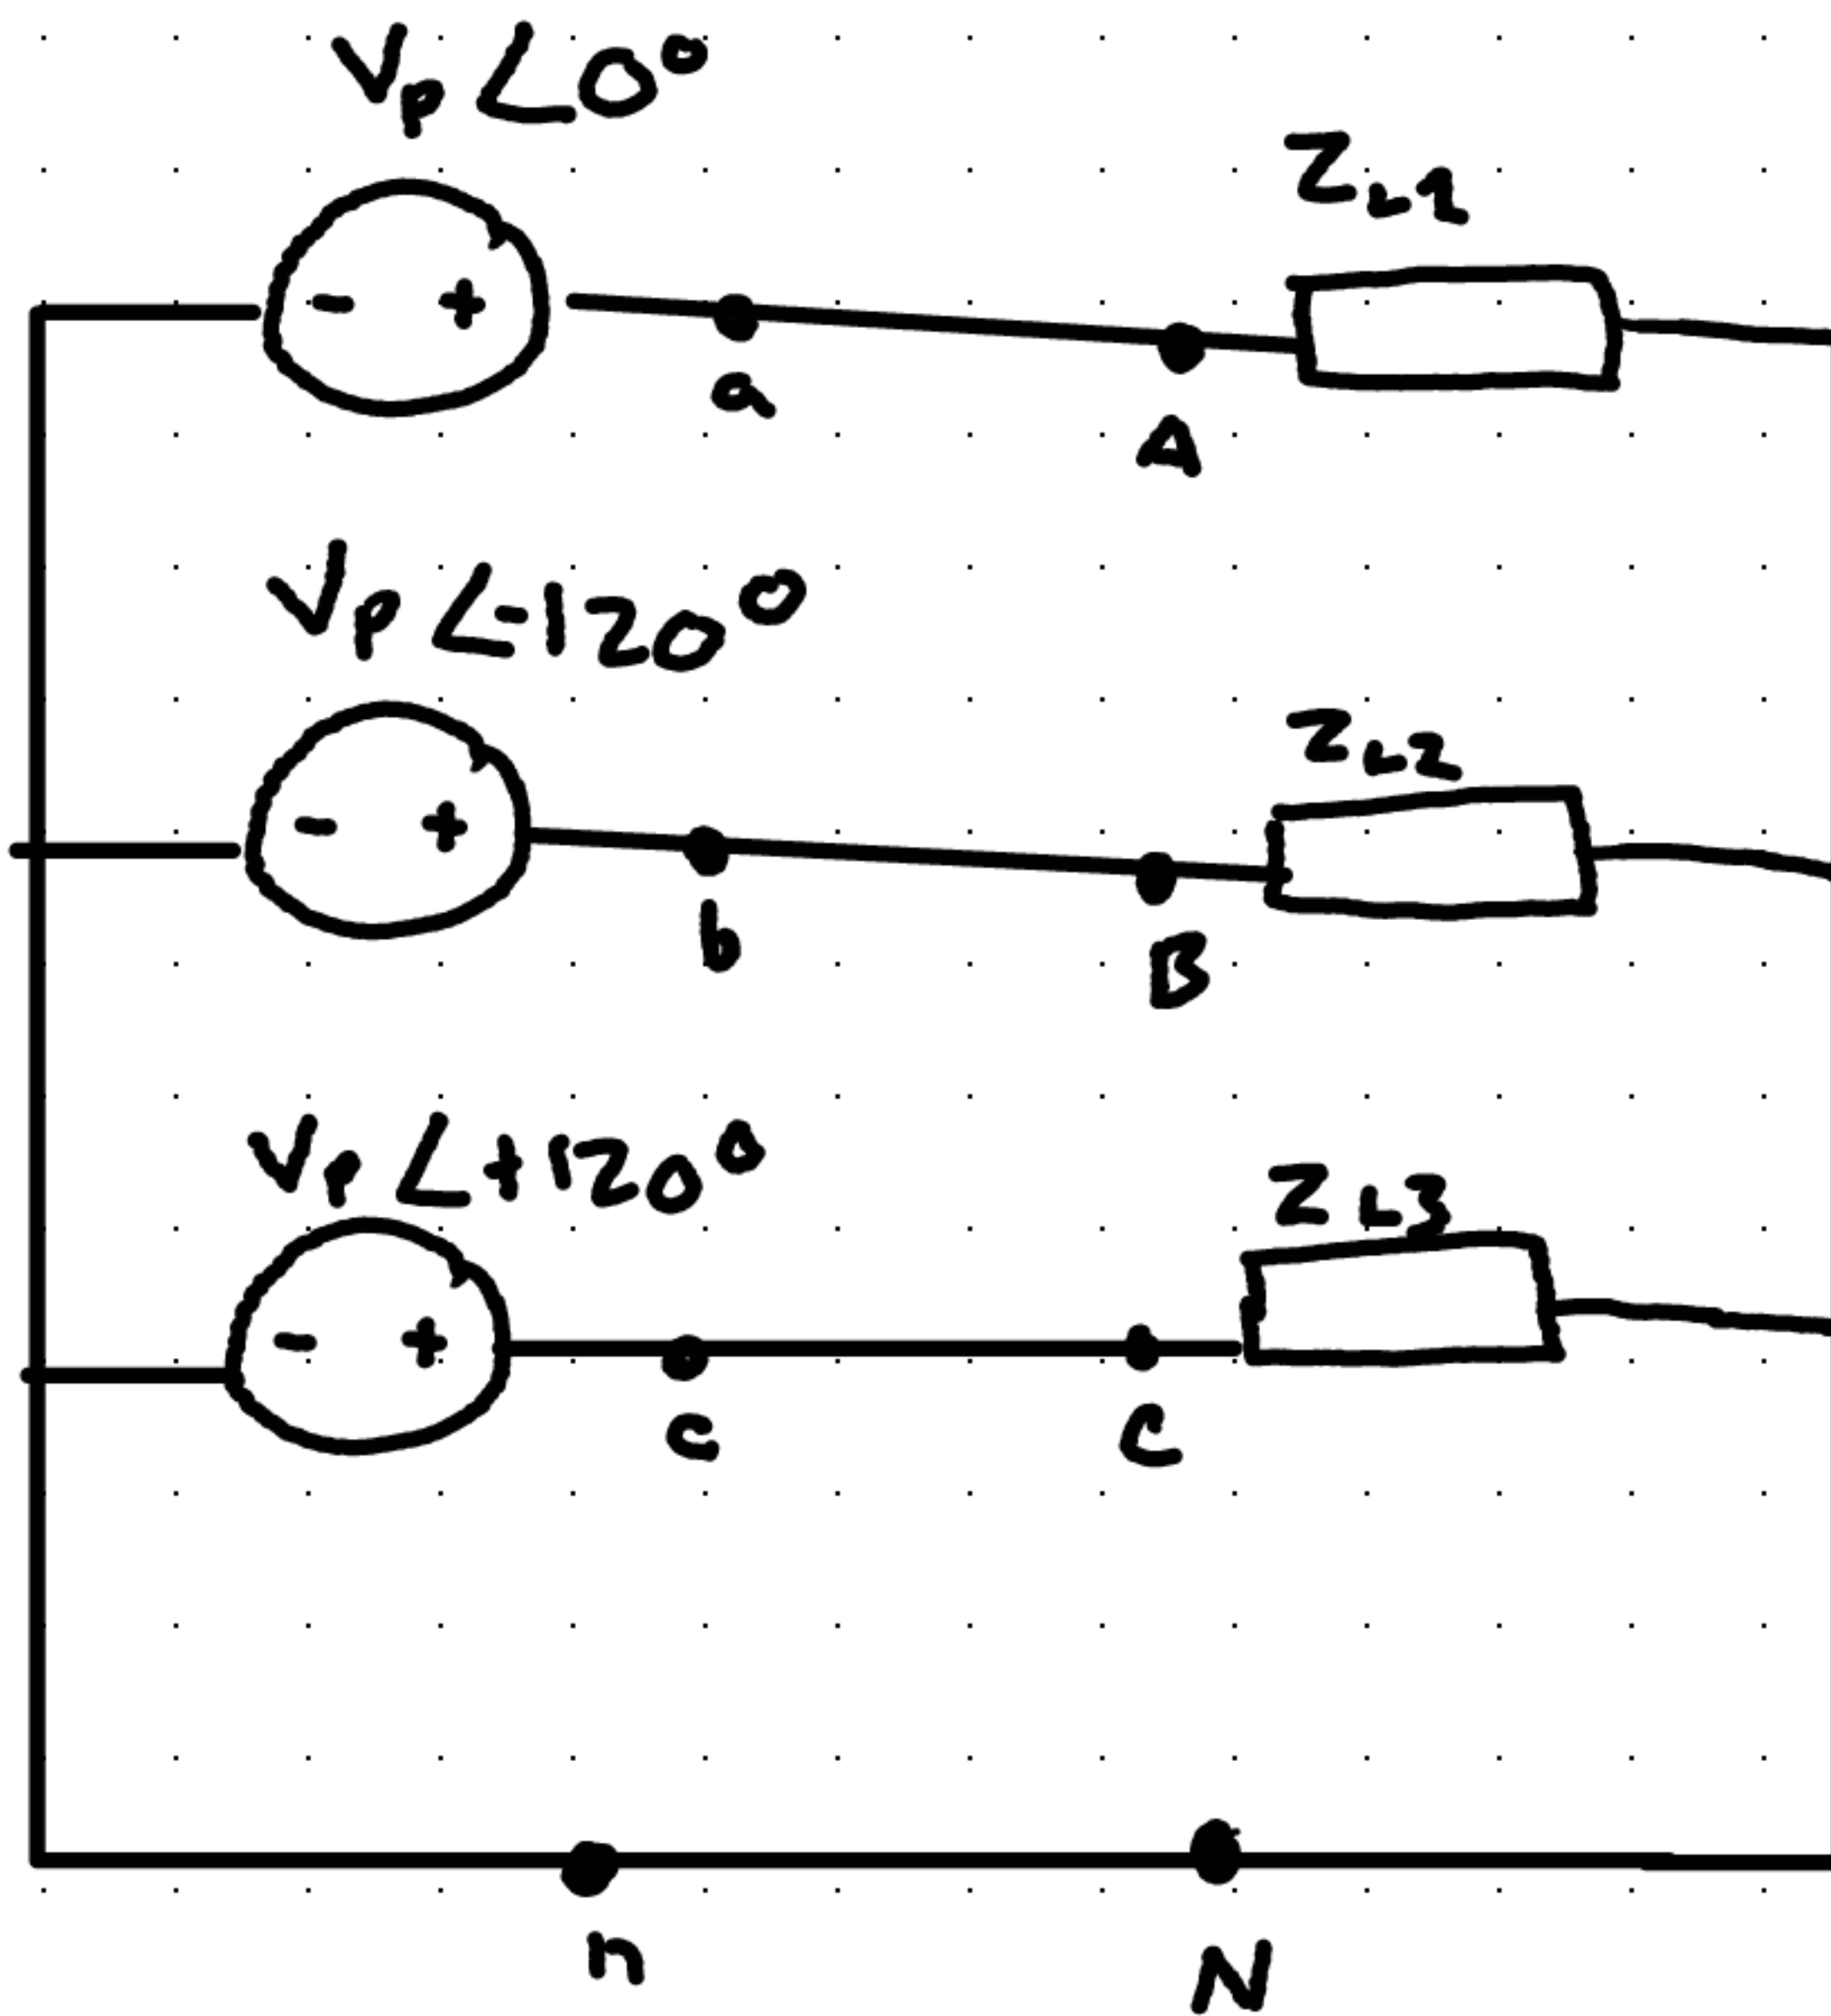 Vp ∠0°
ZL1
- +
a
A
Vp ∠-120°
ZL2
- +
b
B
Vp ∠+120°
ZL3
- +
c
C
n
N